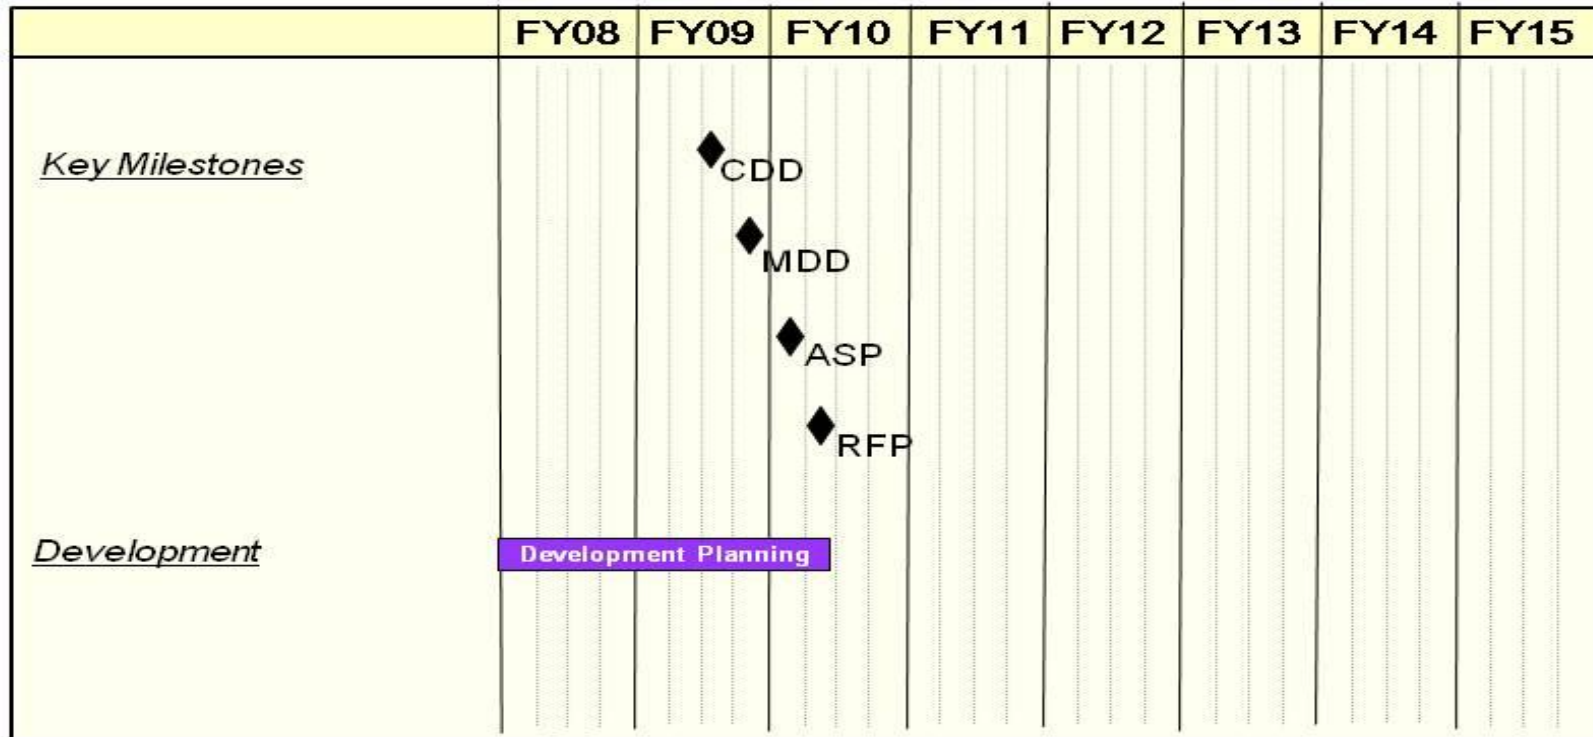 FY08 FY09 FY10 FY11 FY12 FY13 FY14 FY15
Key Milestones
CDD
MDD
ASP
RFP
Development
Development Planning